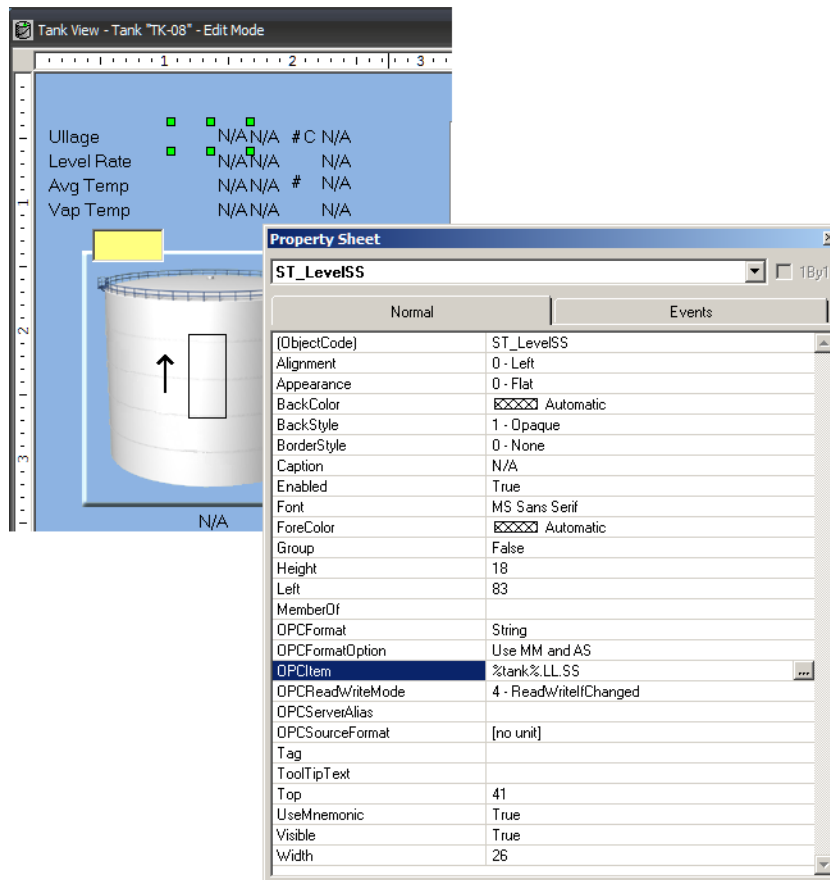 Tank View - Tank "TK-08" - Edit Mode
1 2 3
Ullage N/A N/A # C N/A
Level Rate N/A N/A N/A
Avg Temp N/A N/A # N/A
Vap Temp N/A N/A N/A
1
2
3
N/A
Property Sheet
ST_LevelSS 1By1
Normal Events
(ObjectCode) ST_LevelSS
Alignment 0 - Left
Appearance 0 - Flat
BackColor Automatic
BackStyle 1 - Opaque
BorderStyle 0 - None
Caption N/A
Enabled True
Font MS Sans Serif
ForeColor Automatic
Group False
Height 18
Left 83
MemberOf
OPCFormat String
OPCFormatOption Use MM and AS
OPCItem %tank%.LL.SS ...
OPCReadWriteMode 4 - ReadWriteIfChanged
OPCServerAlias
OPCSourceFormat [no unit]
Tag
ToolTipText
Top 41
UseMnemonic True
Visible True
Width 26